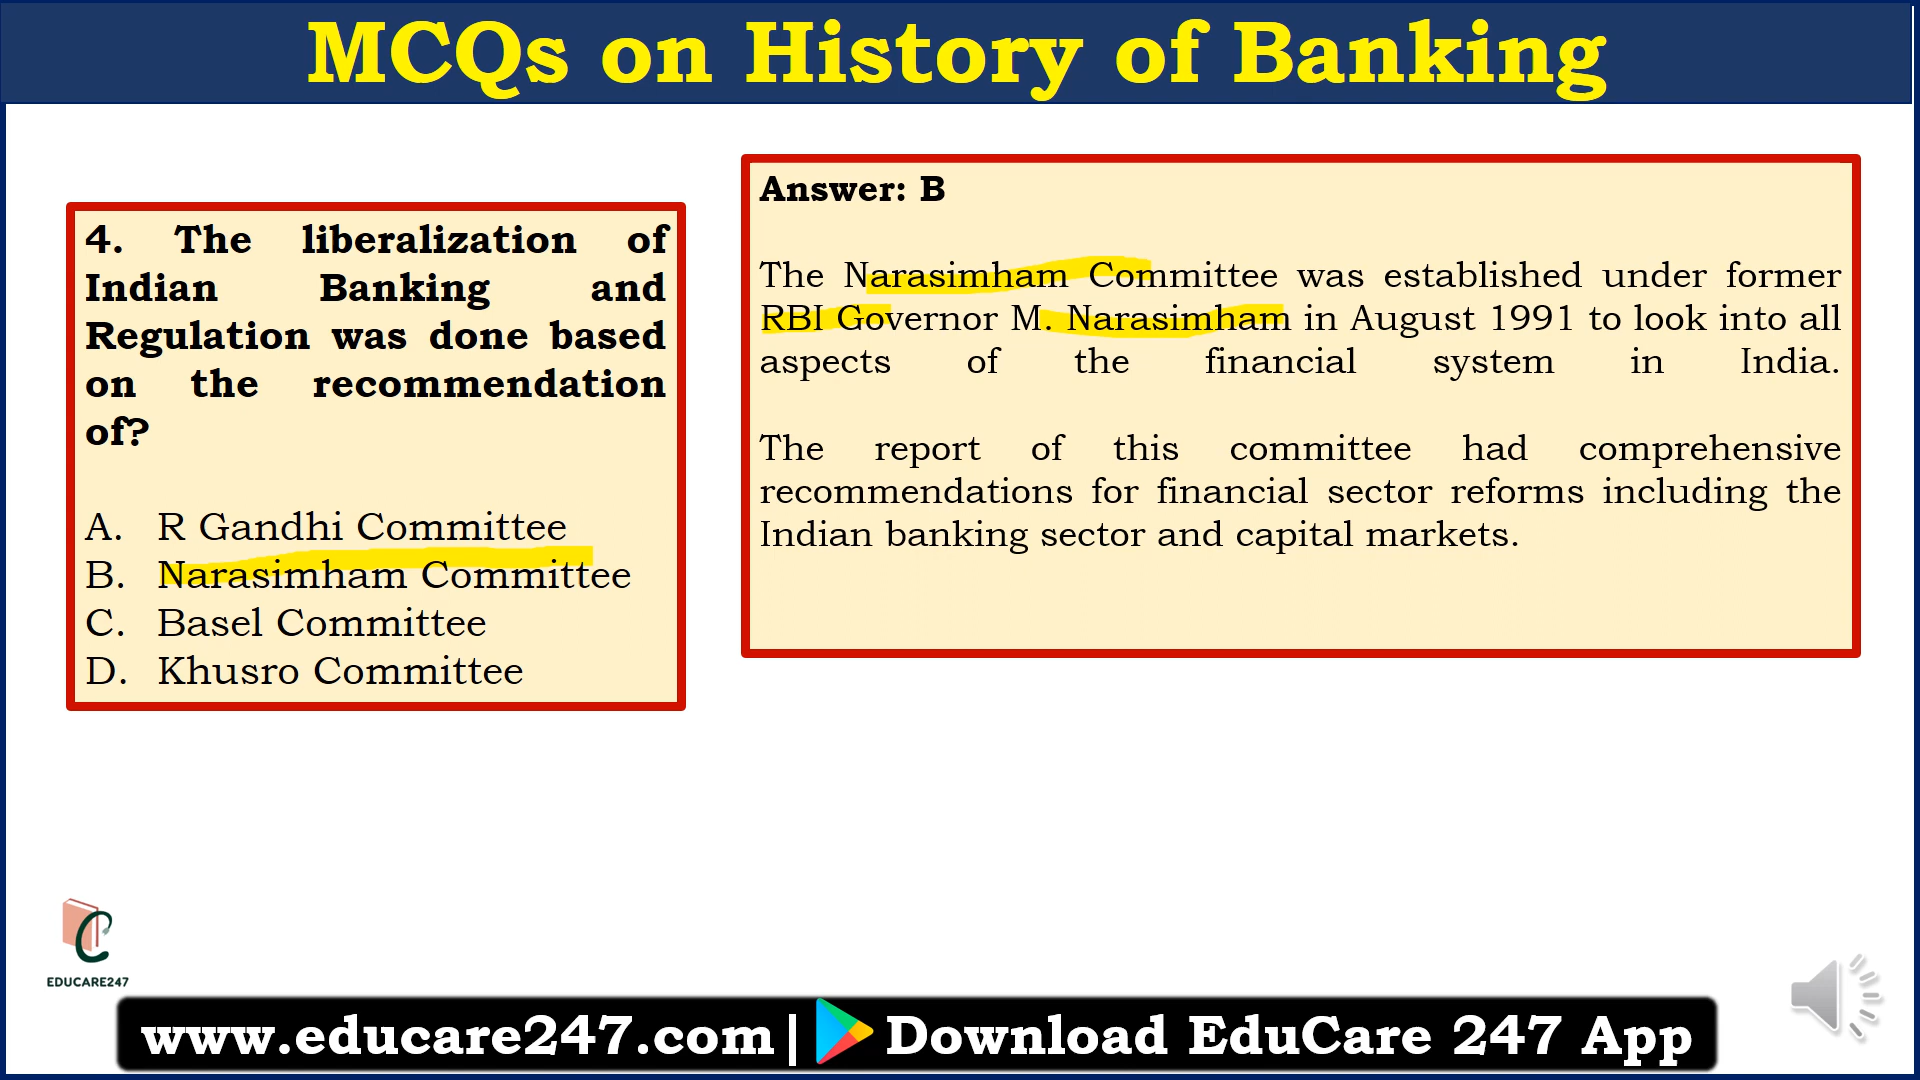 MCQs on History of Banking
4. The liberalization of
Indian Banking and
Regulation was done based
on the recommendation
of?
A. R Gandhi Committee
B. Narasimham Committee
C. Basel Committee
D. Khusro Committee
Answer: B
The Narasimham Committee was established under former
RBI Governor M. Narasimham in August 1991 to look into all
aspects of the financial system in India.
The report of this committee had comprehensive
recommendations for financial sector reforms including the
Indian banking sector and capital markets.
EDUCARE247
www.educare247.com| Download EduCare 247 App